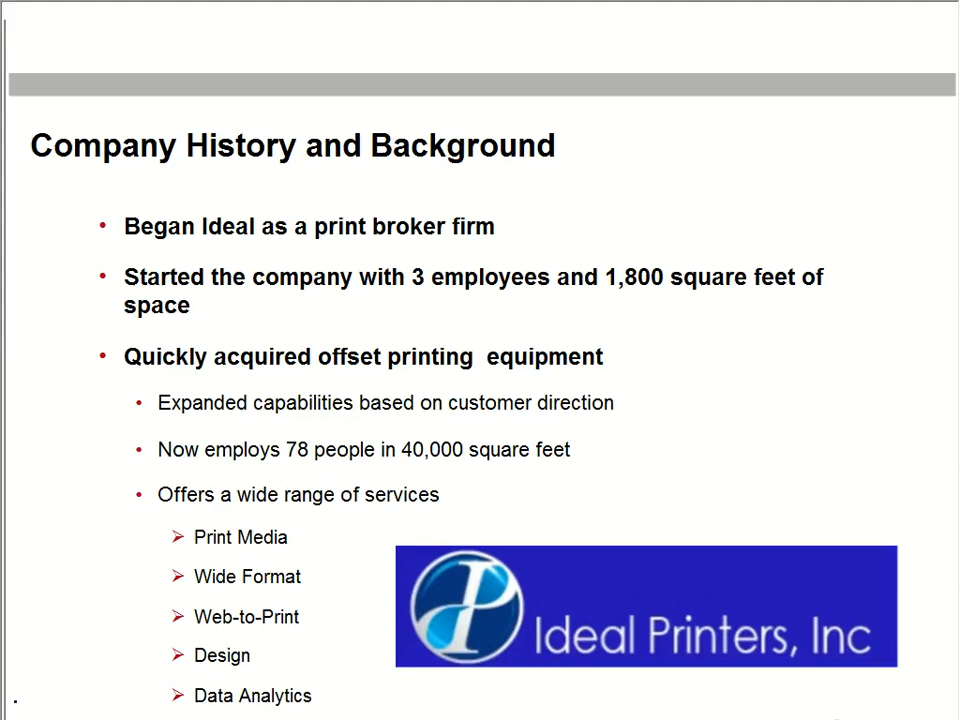 Company History and Background
• Began Ideal as a print broker firm
• Started the company with 3 employees and 1,800 square feet of
space
• Quickly acquired offset printing equipment
• Expanded capabilities based on customer direction
• Now employs 78 people in 40,000 square feet
• Offers a wide range of services
➢ Print Media
➢ Wide Format
➢ Web-to-Print
➢ Design
➢ Data Analytics
Ideal Printers, Inc